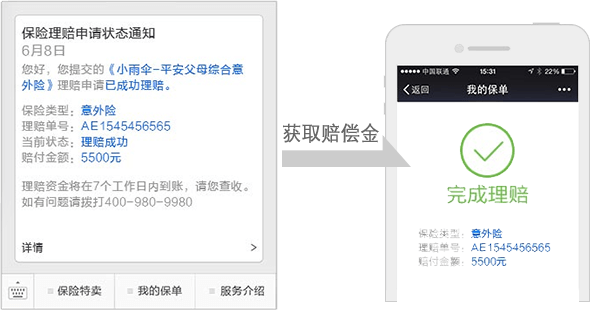 保险理赔申请状态通知
6月8日
您好，您提交的《小雨伞-平安父母综合意
外险》理赔申请已成功理赔。
保险类型：意外险
理赔单号：AE1545456565
当前状态：理赔成功
赔付金额：5500元
理赔资金将在7个工作日内到账，请您查收。
如有问题请拨打400-980-9980
详情 >
保险特卖
我的保单
服务介绍
获取赔偿金
中国联通 15:31 22%
<返回 我的保单 •••
完成理赔
保险类型：意外险
理赔单号：AE1545456565
赔付金额：5500元